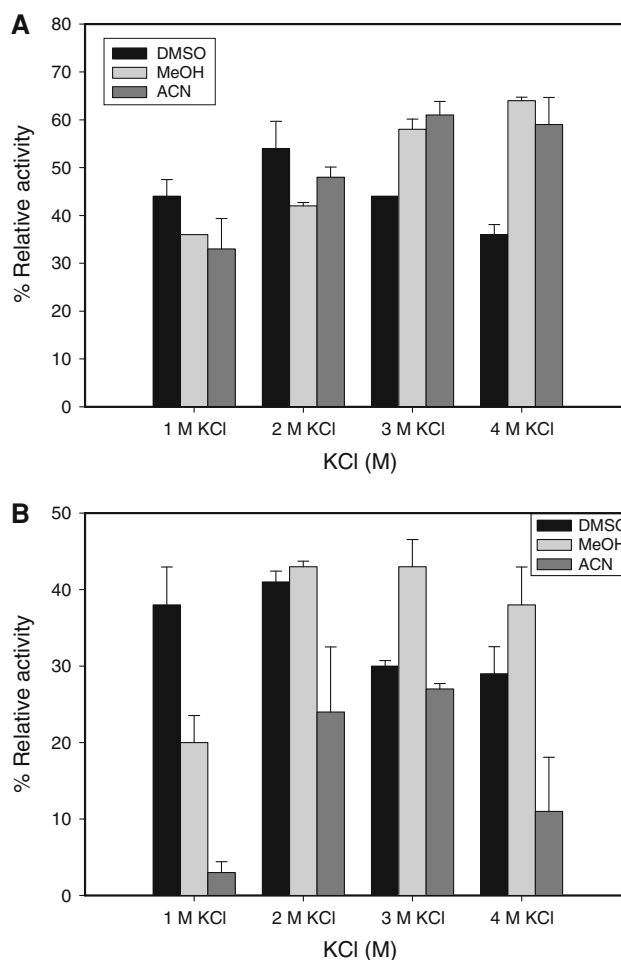 A
80
70
60
50
40
30
20
10
0
% Relative activity
DMSO
MeOH
ACN
1 M KCl
2 M KCl
3 M KCl
4 M KCl
KCl (M)
B
50
40
30
20
10
0
% Relative activity
DMSO
MeOH
ACN
1 M KCl
2 M KCl
3 M KCl
4 M KCl
KCl (M)